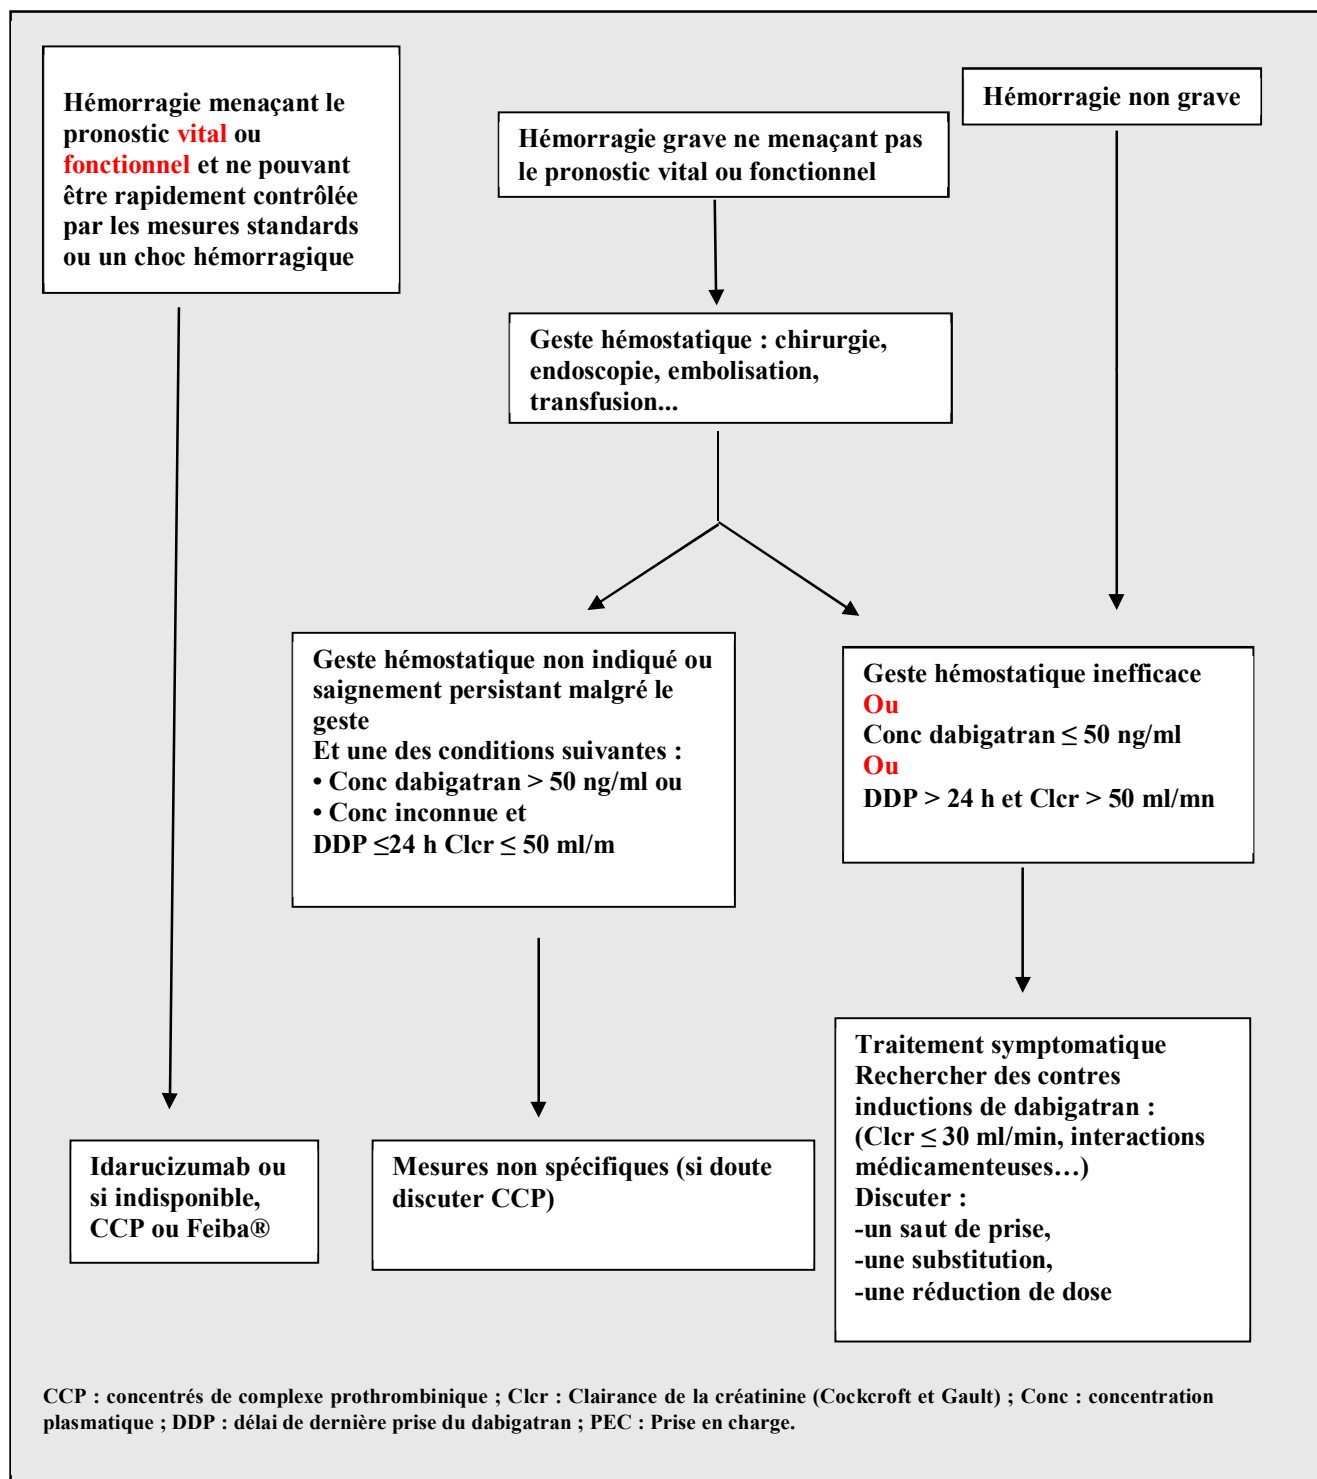 Hémorragie menaçant le
pronostic vital ou
fonctionnel et ne pouvant
être rapidement contrôlée
par les mesures standards
ou un choc hémorragique
Hémorragie grave ne menaçant pas
le pronostic vital ou fonctionnel
Hémorragie non grave
Geste hémostatique : chirurgie,
endoscopie, embolisation,
transfusion...
Geste hémostatique non indiqué ou
saignement persistant malgré le
geste
Et une des conditions suivantes :
• Conc dabigatran > 50 ng/ml ou
• Conc inconnue et
DDP ≤24 h Clcr ≤ 50 ml/m
Geste hémostatique inefficace
Ou
Conc dabigatran ≤ 50 ng/ml
Ou
DDP > 24 h et Clcr > 50 ml/mn
Idarucizumab ou
si indisponible,
CCP ou Feiba®
Mesures non spécifiques (si doute
discuter CCP)
Traitement symptomatique
Rechercher des contres
inductions de dabigatran :
(Clcr ≤ 30 ml/min, interactions
médicamenteuses…)
Discuter :
-un saut de prise,
-une substitution,
-une réduction de dose
CCP : concentrés de complexe prothrombinique ; Clcr : Clairance de la créatinine (Cockcroft et Gault) ; Conc : concentration
plasmatique ; DDP : délai de dernière prise du dabigatran ; PEC : Prise en charge.